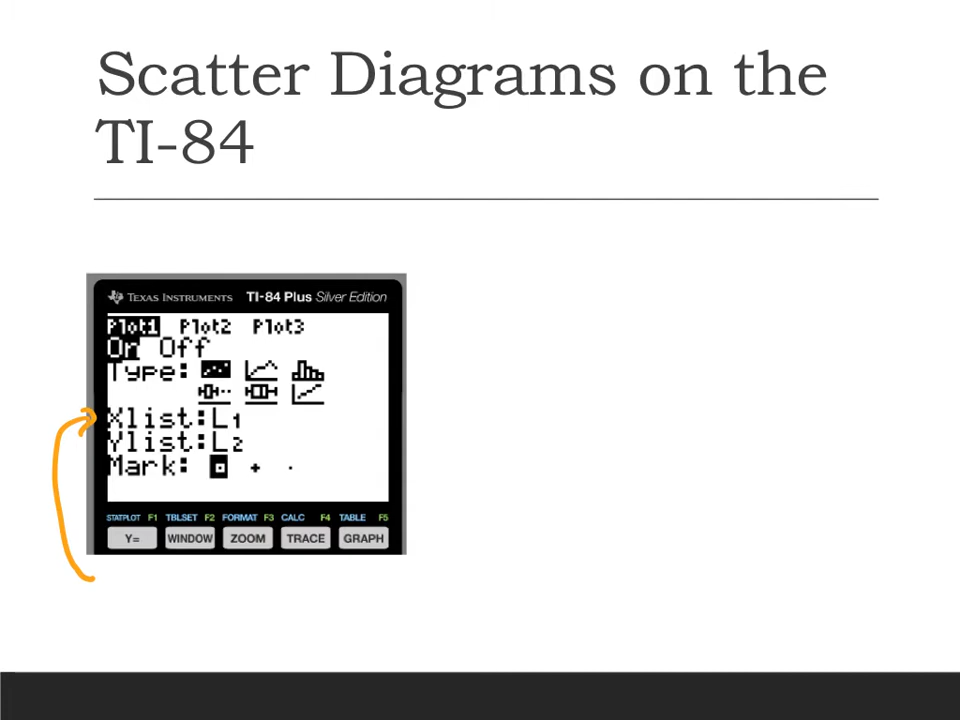 Scatter Diagrams on the
TI-84
TEXAS INSTRUMENTS TI-84 Plus Silver Edition
Plot1 Plot2 Plot3
On Off
Type:
Xlist:L1
Ylist:L2
Mark:
STATPLOT F1 TBLSET F2 FORMAT F3 CALC F4 TABLE F5
Y= WINDOW ZOOM TRACE GRAPH